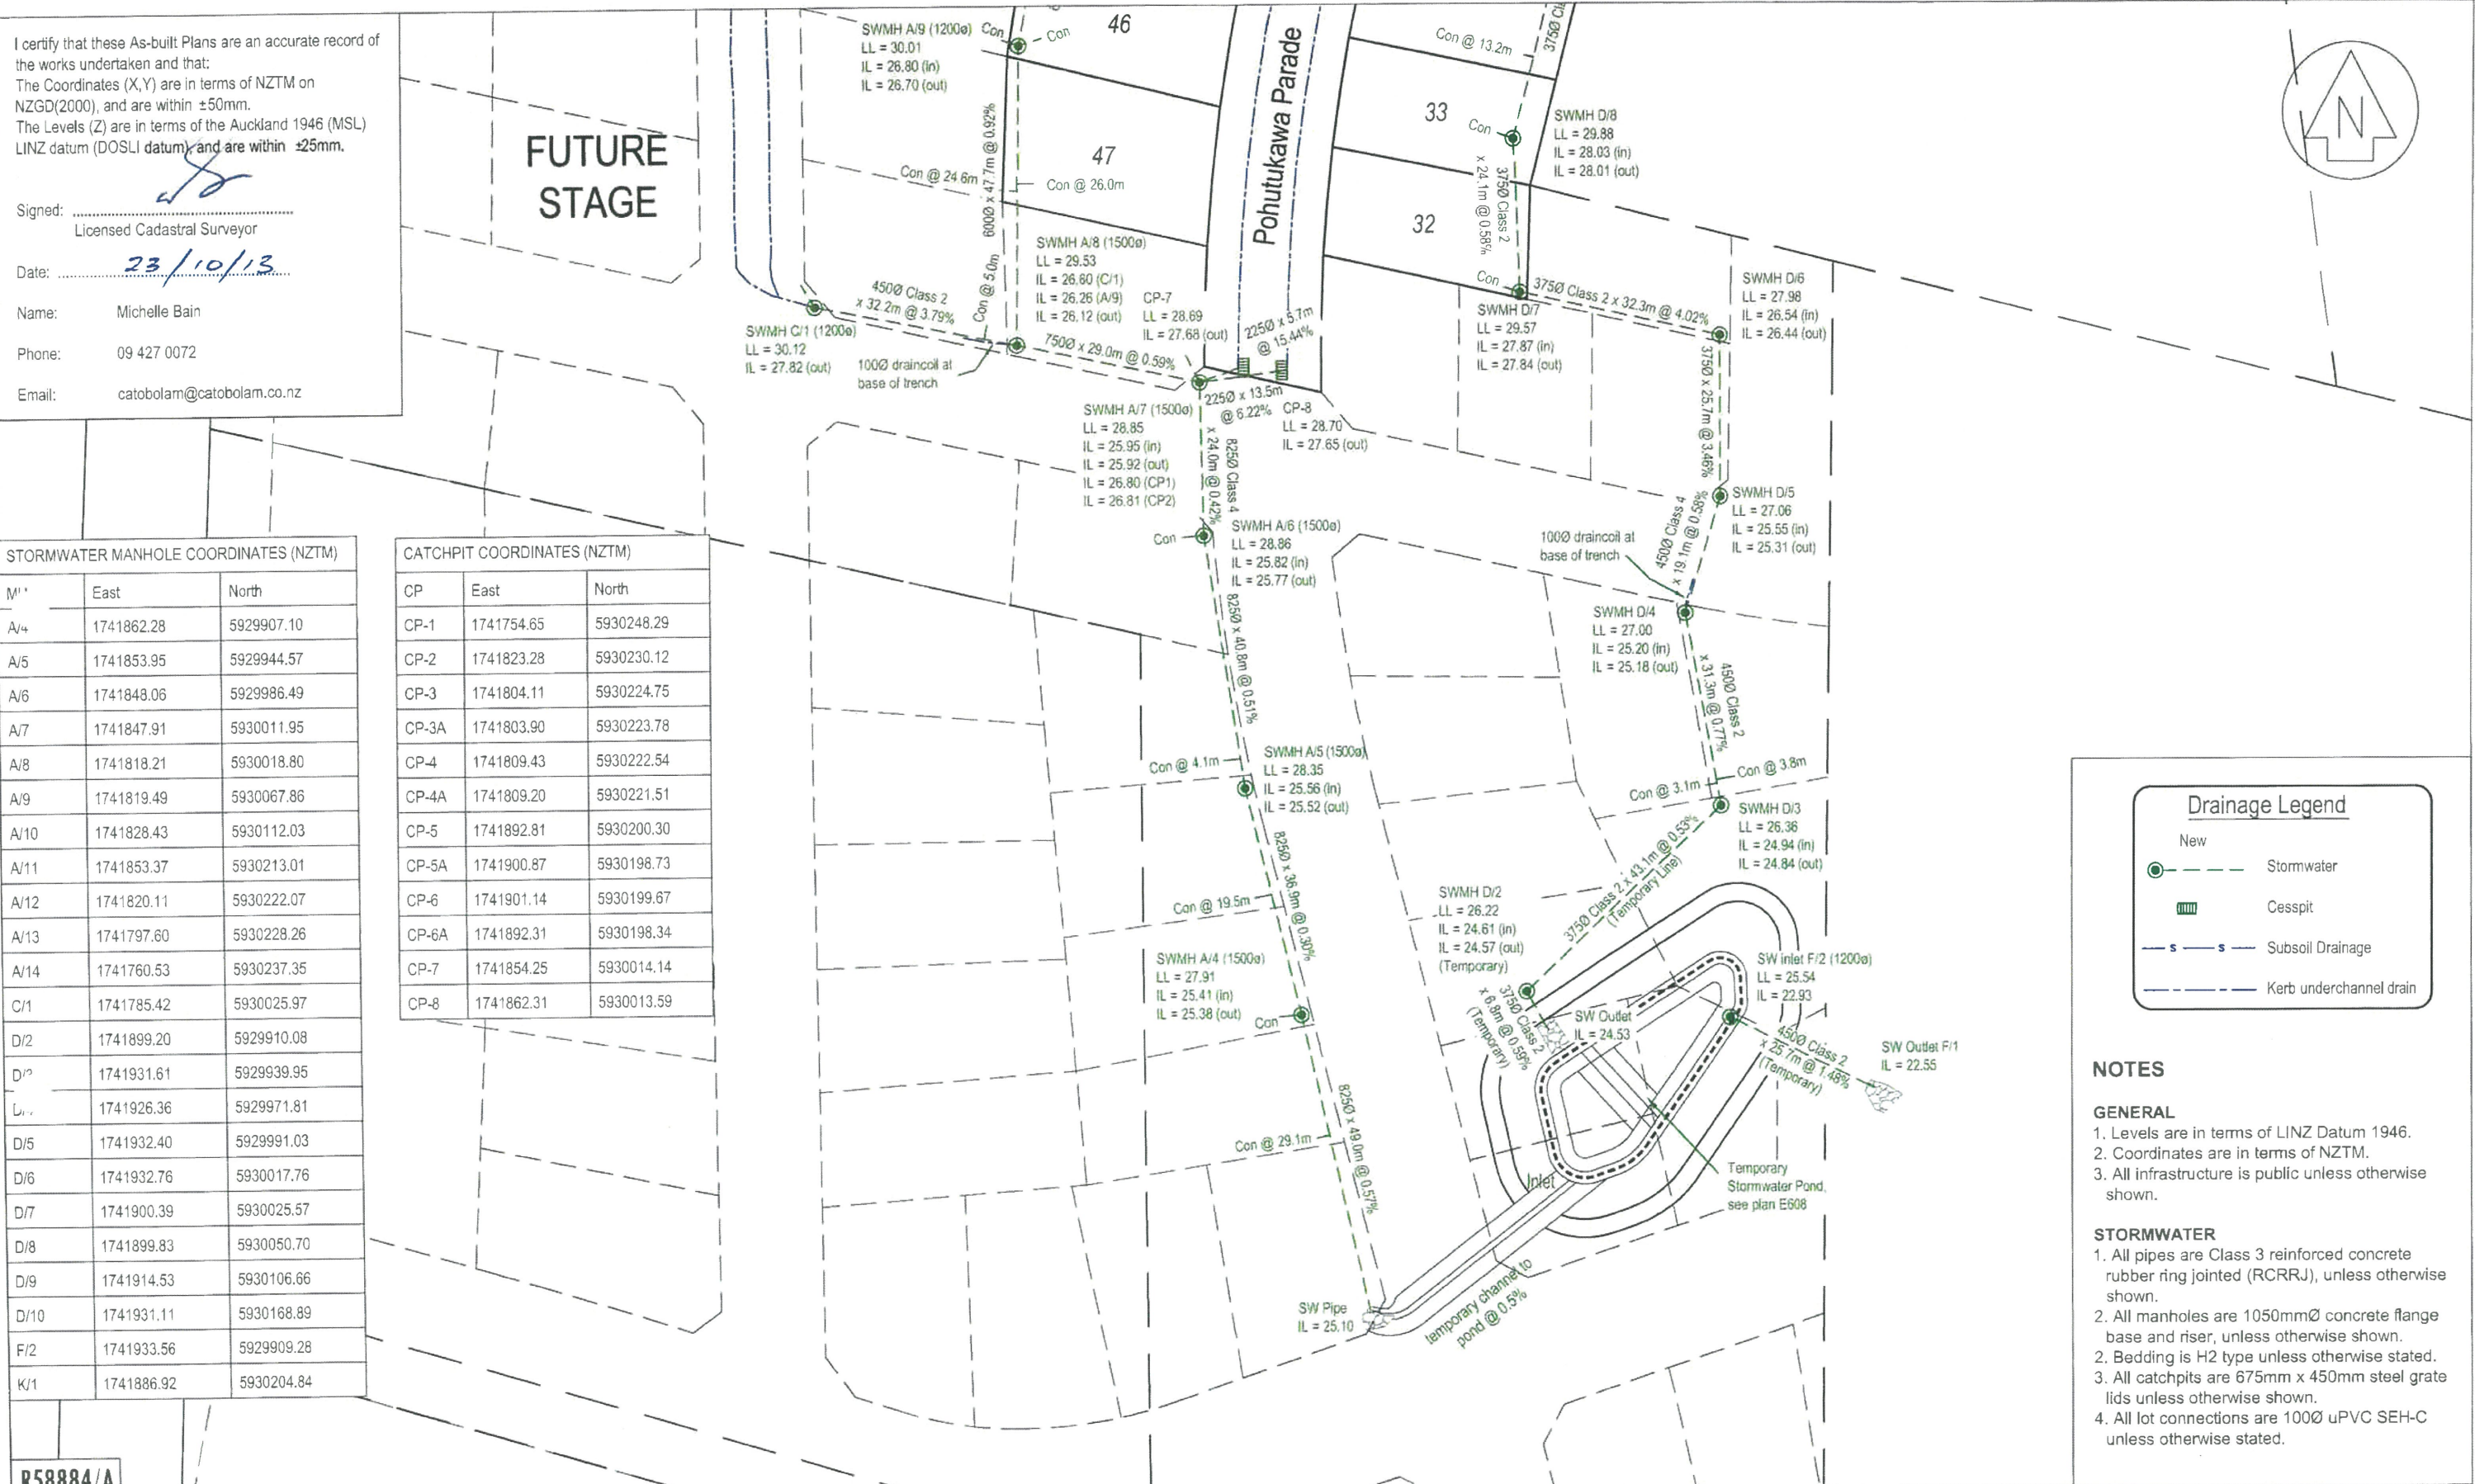 I certify that these As-built Plans are an accurate record of
the works undertaken and that:
The Coordinates (X,Y) are in terms of NZTM on
NZGD(2000), and are within ±50mm.
The Levels (Z) are in terms of the Auckland 1946 (MSL)
LINZ datum (DOSLI datum), and are within ±25mm.
Signed:
Licensed Cadastral Surveyor
Date: 23/10/13
Name: Michelle Bain
Phone: 09 427 0072
Email: catobolam@catobolam.co.nz
FUTURE
STAGE
SWMH A/9 (1200ø)
LL = 30.01
IL = 26.80 (in)
IL = 26.70 (out)
Con
Con
46
47
Con @ 24.6m
Con @ 26.0m
600Ø x 47.7m @ 0.92%
Con @ 5.0m
SWMH A/8 (1500ø)
LL = 29.53
IL = 26.60 (C/1)
IL = 26.26 (A/9)
IL = 26.12 (out)
CP-7
LL = 28.69
IL = 27.68 (out)
450Ø Class 2
x 32.2m @ 3.79%
SWMH C/1 (1200ø)
LL = 30.12
IL = 27.82 (out)
100Ø draincoil at
base of trench
750Ø x 29.0m @ 0.59%
225Ø x 5.7m
@ 15.44%
225Ø x 13.5m
@ 6.22%
CP-8
LL = 28.70
IL = 27.65 (out)
Pohutukawa Parade
SWMH A/7 (1500ø)
LL = 28.85
IL = 25.95 (in)
IL = 25.92 (out)
IL = 26.80 (CP1)
IL = 26.81 (CP2)
825Ø Class 4
x 24.0m @ 0.42%
Con
SWMH A/6 (1500ø)
LL = 28.86
IL = 25.82 (in)
IL = 25.77 (out)
825Ø x 40.8m @ 0.51%
Con @ 4.1m
SWMH A/5 (1500ø)
LL = 28.35
IL = 25.56 (in)
IL = 25.52 (out)
825Ø x 36.9m @ 0.30%
Con @ 19.5m
SWMH A/4 (1500ø)
LL = 27.91
IL = 25.41 (in)
IL = 25.38 (out)
Con
825Ø x 49.0m @ 0.57%
Con @ 29.1m
SW Pipe
IL = 25.10
temporary channel to
pond @ 0.5%
Con @ 13.2m
375Ø
33
32
Con
SWMH D/8
LL = 29.88
IL = 28.03 (in)
IL = 28.01 (out)
375Ø Class 2
x 24.1m @ 0.58%
Con
SWMH D/7
LL = 29.57
IL = 27.87 (in)
IL = 27.84 (out)
375Ø Class 2 x 32.3m @ 4.02%
SWMH D/6
LL = 27.98
IL = 26.54 (in)
IL = 26.44 (out)
375Ø x 25.7m @ 3.46%
SWMH D/5
LL = 27.06
IL = 25.55 (in)
IL = 25.31 (out)
450Ø Class 4
x 19.1m @ 0.58%
100Ø draincoil at
base of trench
SWMH D/4
LL = 27.00
IL = 25.20 (in)
IL = 25.18 (out)
450Ø Class 2
x 31.3m @ 0.77%
Con @ 3.8m
Con @ 3.1m
SWMH D/3
LL = 26.36
IL = 24.94 (in)
IL = 24.84 (out)
375Ø Class 2 x 43.1m @ 0.53%
(Temporary Line)
SWMH D/2
LL = 26.22
IL = 24.61 (in)
IL = 24.57 (out)
(Temporary)
375Ø Class 2
x 6.8m @ 0.59%
(Temporary)
SW Outlet
IL = 24.53
SW inlet F/2 (1200ø)
LL = 25.54
IL = 22.93
450Ø Class 2
x 25.7m @ 1.48%
(Temporary)
SW Outlet F/1
IL = 22.55
Inlet
Temporary
Stormwater Pond,
see plan E608
N
STORMWATER MANHOLE COORDINATES (NZTM)
East North
A/4 1741862.28 5929907.10
A/5 1741853.95 5929944.57
A/6 1741848.06 5929986.49
A/7 1741847.91 5930011.95
A/8 1741818.21 5930018.80
A/9 1741819.49 5930067.86
A/10 1741828.43 5930112.03
A/11 1741853.37 5930213.01
A/12 1741820.11 5930222.07
A/13 1741797.60 5930228.26
A/14 1741760.53 5930237.35
C/1 1741785.42 5930025.97
D/2 1741899.20 5929910.08
1741931.61 5929939.95
1741926.36 5929971.81
D/5 1741932.40 5929991.03
D/6 1741932.76 5930017.76
D/7 1741900.39 5930025.57
D/8 1741899.83 5930050.70
D/9 1741914.53 5930106.66
D/10 1741931.11 5930168.89
F/2 1741933.56 5929909.28
K/1 1741886.92 5930204.84
CATCHPIT COORDINATES (NZTM)
CP East North
CP-1 1741754.65 5930248.29
CP-2 1741823.28 5930230.12
CP-3 1741804.11 5930224.75
CP-3A 1741803.90 5930223.78
CP-4 1741809.43 5930222.54
CP-4A 1741809.20 5930221.51
CP-5 1741892.81 5930200.30
CP-5A 1741900.87 5930198.73
CP-6 1741901.14 5930199.67
CP-6A 1741892.31 5930198.34
CP-7 1741854.25 5930014.14
CP-8 1741862.31 5930013.59
Drainage Legend
New
Stormwater
Cesspit
S S Subsoil Drainage
Kerb underchannel drain
NOTES
GENERAL
1. Levels are in terms of LINZ Datum 1946.
2. Coordinates are in terms of NZTM.
3. All infrastructure is public unless otherwise
shown.
STORMWATER
1. All pipes are Class 3 reinforced concrete
rubber ring jointed (RCRRJ), unless otherwise
shown.
2. All manholes are 1050mmØ concrete flange
base and riser, unless otherwise shown.
2. Bedding is H2 type unless otherwise stated.
3. All catchpits are 675mm x 450mm steel grate
lids unless otherwise shown.
4. All lot connections are 100Ø uPVC SEH-C
unless otherwise stated.
R58884/A